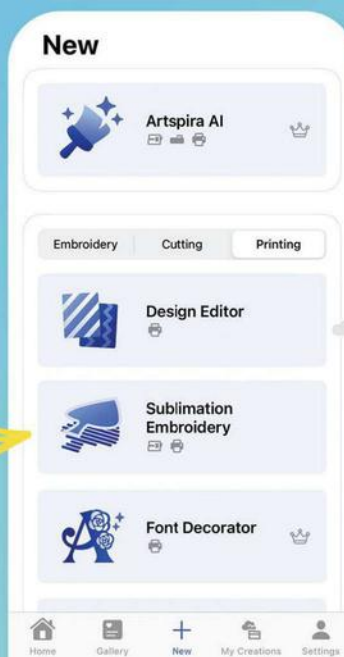 New
Artspira AI
Embroidery
Cutting
Printing
Design Editor
Sublimation
Embroidery
Font Decorator
Home
Gallery
New
My Creations
Settings